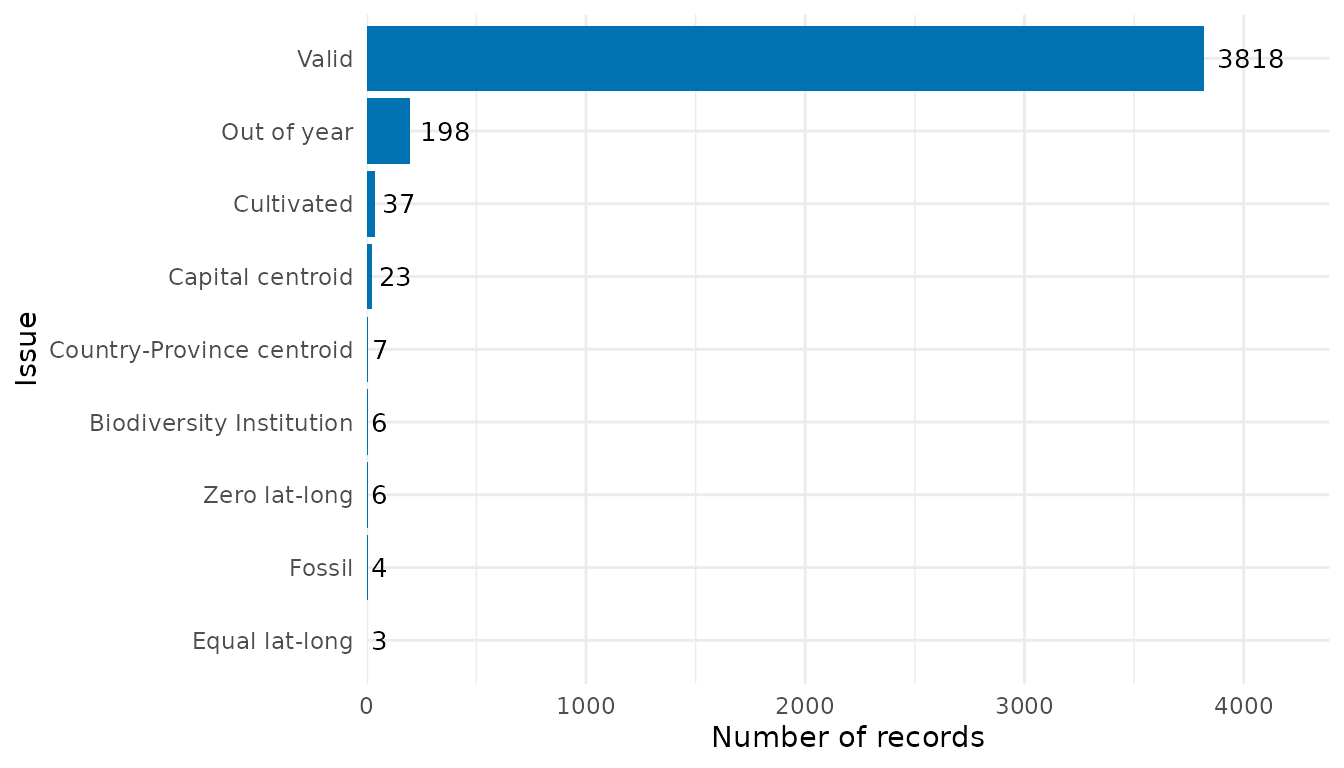 Valid
3818
Out of year
198
Cultivated
37
Capital centroid
23
Country-Province centroid
7
Biodiversity Institution
6
Zero lat-long
6
Fossil
4
Equal lat-long
3
Issue
0 1000 2000 3000 4000
Number of records